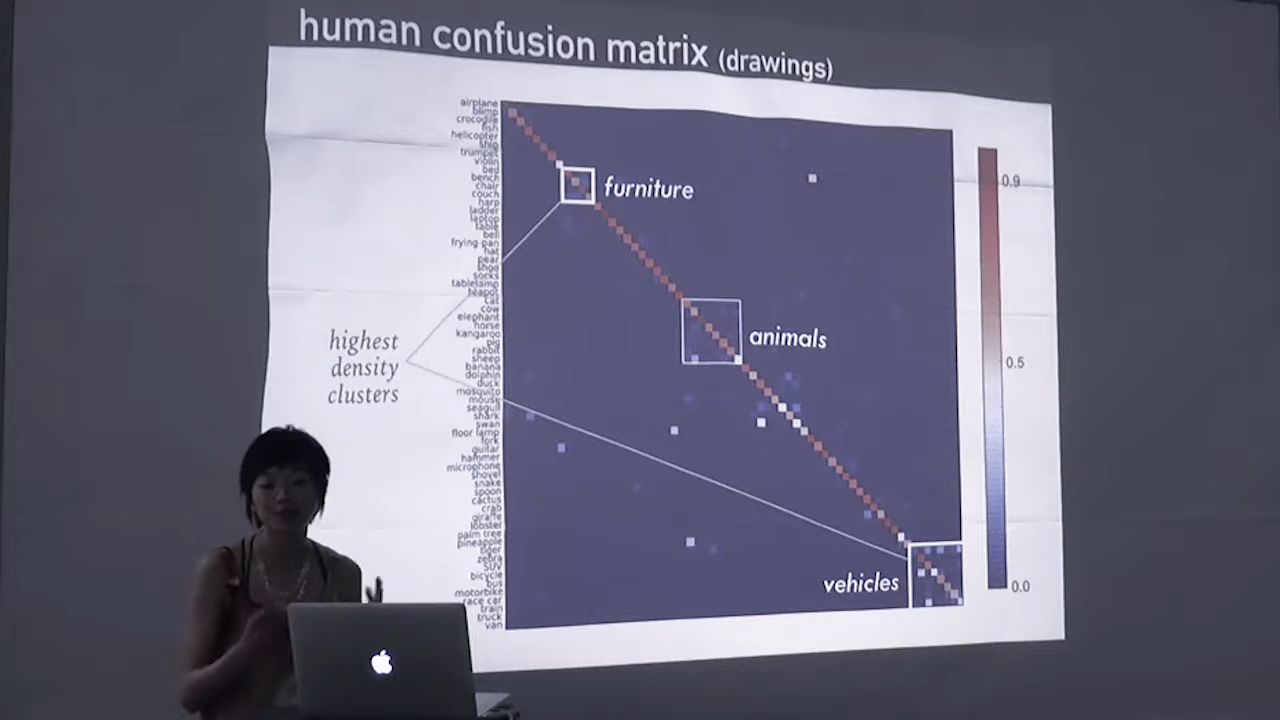 human confusion matrix (drawings)
airplane
blimp
crocodile
fish
helicopter
ship
trumpet
violin
bed
bench
chair
couch
harp
ladder
laptop
table
bell
frying-pan
hat
pear
shoe
socks
tablelamp
teapot
cat
cow
elephant
horse
kangaroo
pig
rabbit
sheep
banana
dolphin
duck
mosquito
mouse
seagull
shark
swan
floor lamp
fork
guitar
hammer
microphone
shovel
snake
spoon
cactus
crab
giraffe
lobster
palm tree
pineapple
tiger
zebra
SUV
bicycle
bus
motorbike
race car
train
truck
van
furniture
animals
vehicles
highest
density
clusters
0.9
0.5
0.0